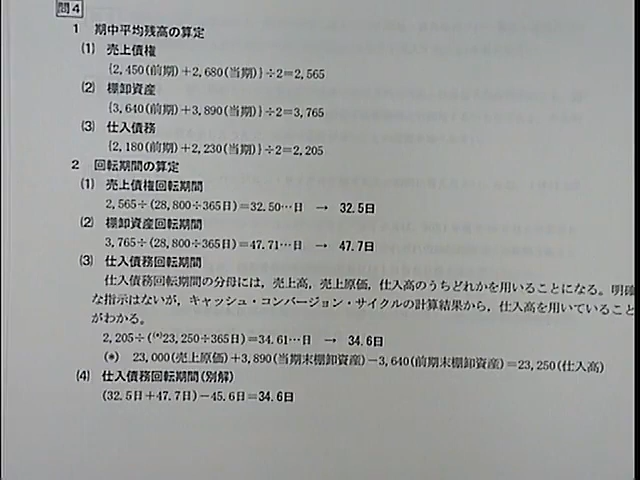 問4
1 期中平均残高の算定
(1) 売上債権
{2,450(前期)+2,680(当期)}÷2=2,565
(2) 棚卸資産
{3,640(前期)+3,890(当期)}÷2=3,765
(3) 仕入債務
{2,180(前期)+2,230(当期)}÷2=2,205
2 回転期間の算定
(1) 売上債権回転期間
2,565÷(28,800÷365日)=32.50…日 → 32.5日
(2) 棚卸資産回転期間
3,765÷(28,800÷365日)=47.71…日 → 47.7日
(3) 仕入債務回転期間
仕入債務回転期間の分母には，売上高，売上原価，仕入高のうちどれかを用いることになる。明確
な指示はないが，キャッシュ・コンバージョン・サイクルの計算結果から，仕入高を用いていること
がわかる。
2,205÷(⁽*⁾23,250÷365日)=34.61…日 → 34.6日
(*) 23,000(売上原価)+3,890(当期末棚卸資産)−3,640(前期末棚卸資産)=23,250(仕入高)
(4) 仕入債務回転期間(別解)
(32.5日+47.7日)−45.6日=34.6日